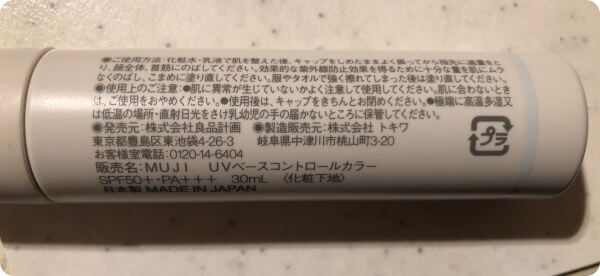 ●ご使用方法:化粧水・乳液で肌を整えた後、キャップをしめたままよく振ってから指先に適量をと
り、顔全体、首筋にのばしてください。効果的な紫外線防止効果を得るために十分な量を肌にムラ
なくのばし、こまめに塗り直してください。服やタオルで強く擦れてしまった後は塗り直してください。
●使用上のご注意:●肌に異常が生じていないかよく注意して使用してください。肌に合わないとき
は、ご使用をおやめください。●使用後は、キャップをきちんとお閉めください。●極端に高温多湿又
は低温の場所・直射日光をさけ乳幼児の手の届かないところに保管してください。
●発売元:株式会社良品計画 ●製造販売元:株式会社 トキワ
東京都豊島区東池袋4-26-3 岐阜県中津川市桃山町3-20
お客様室電話:0120-14-6404
販売名:MUJI UVベースコントロールカラー
SPF50+・PA+++ 30mL 〈化粧下地〉
日本製 MADE IN JAPAN
プラ